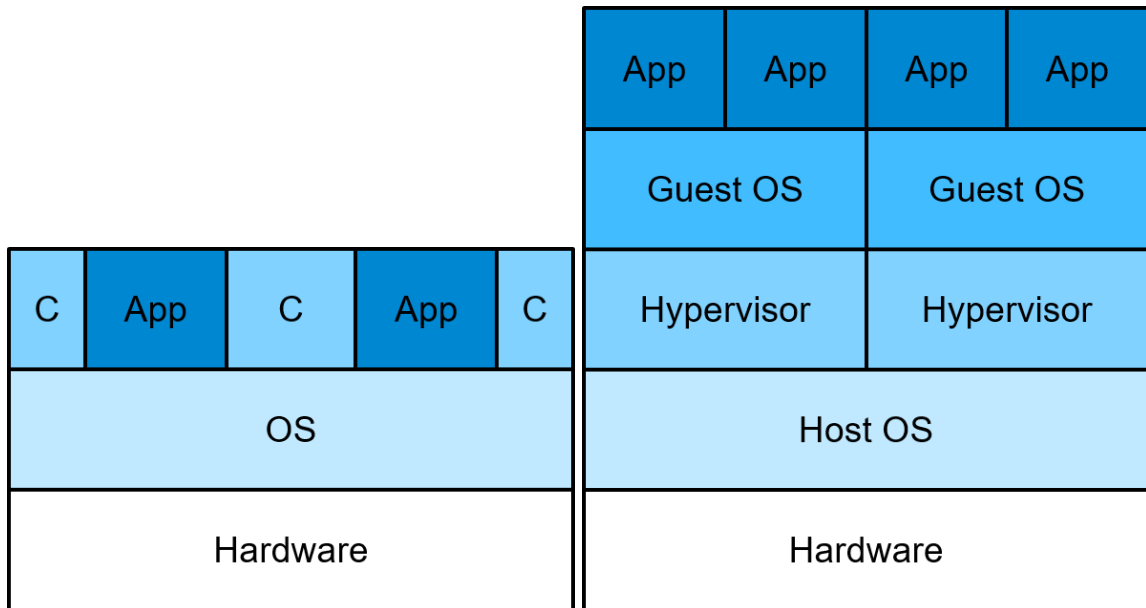 C App C App C
OS
Hardware
App App App App
Guest OS Guest OS
Hypervisor Hypervisor
Host OS
Hardware